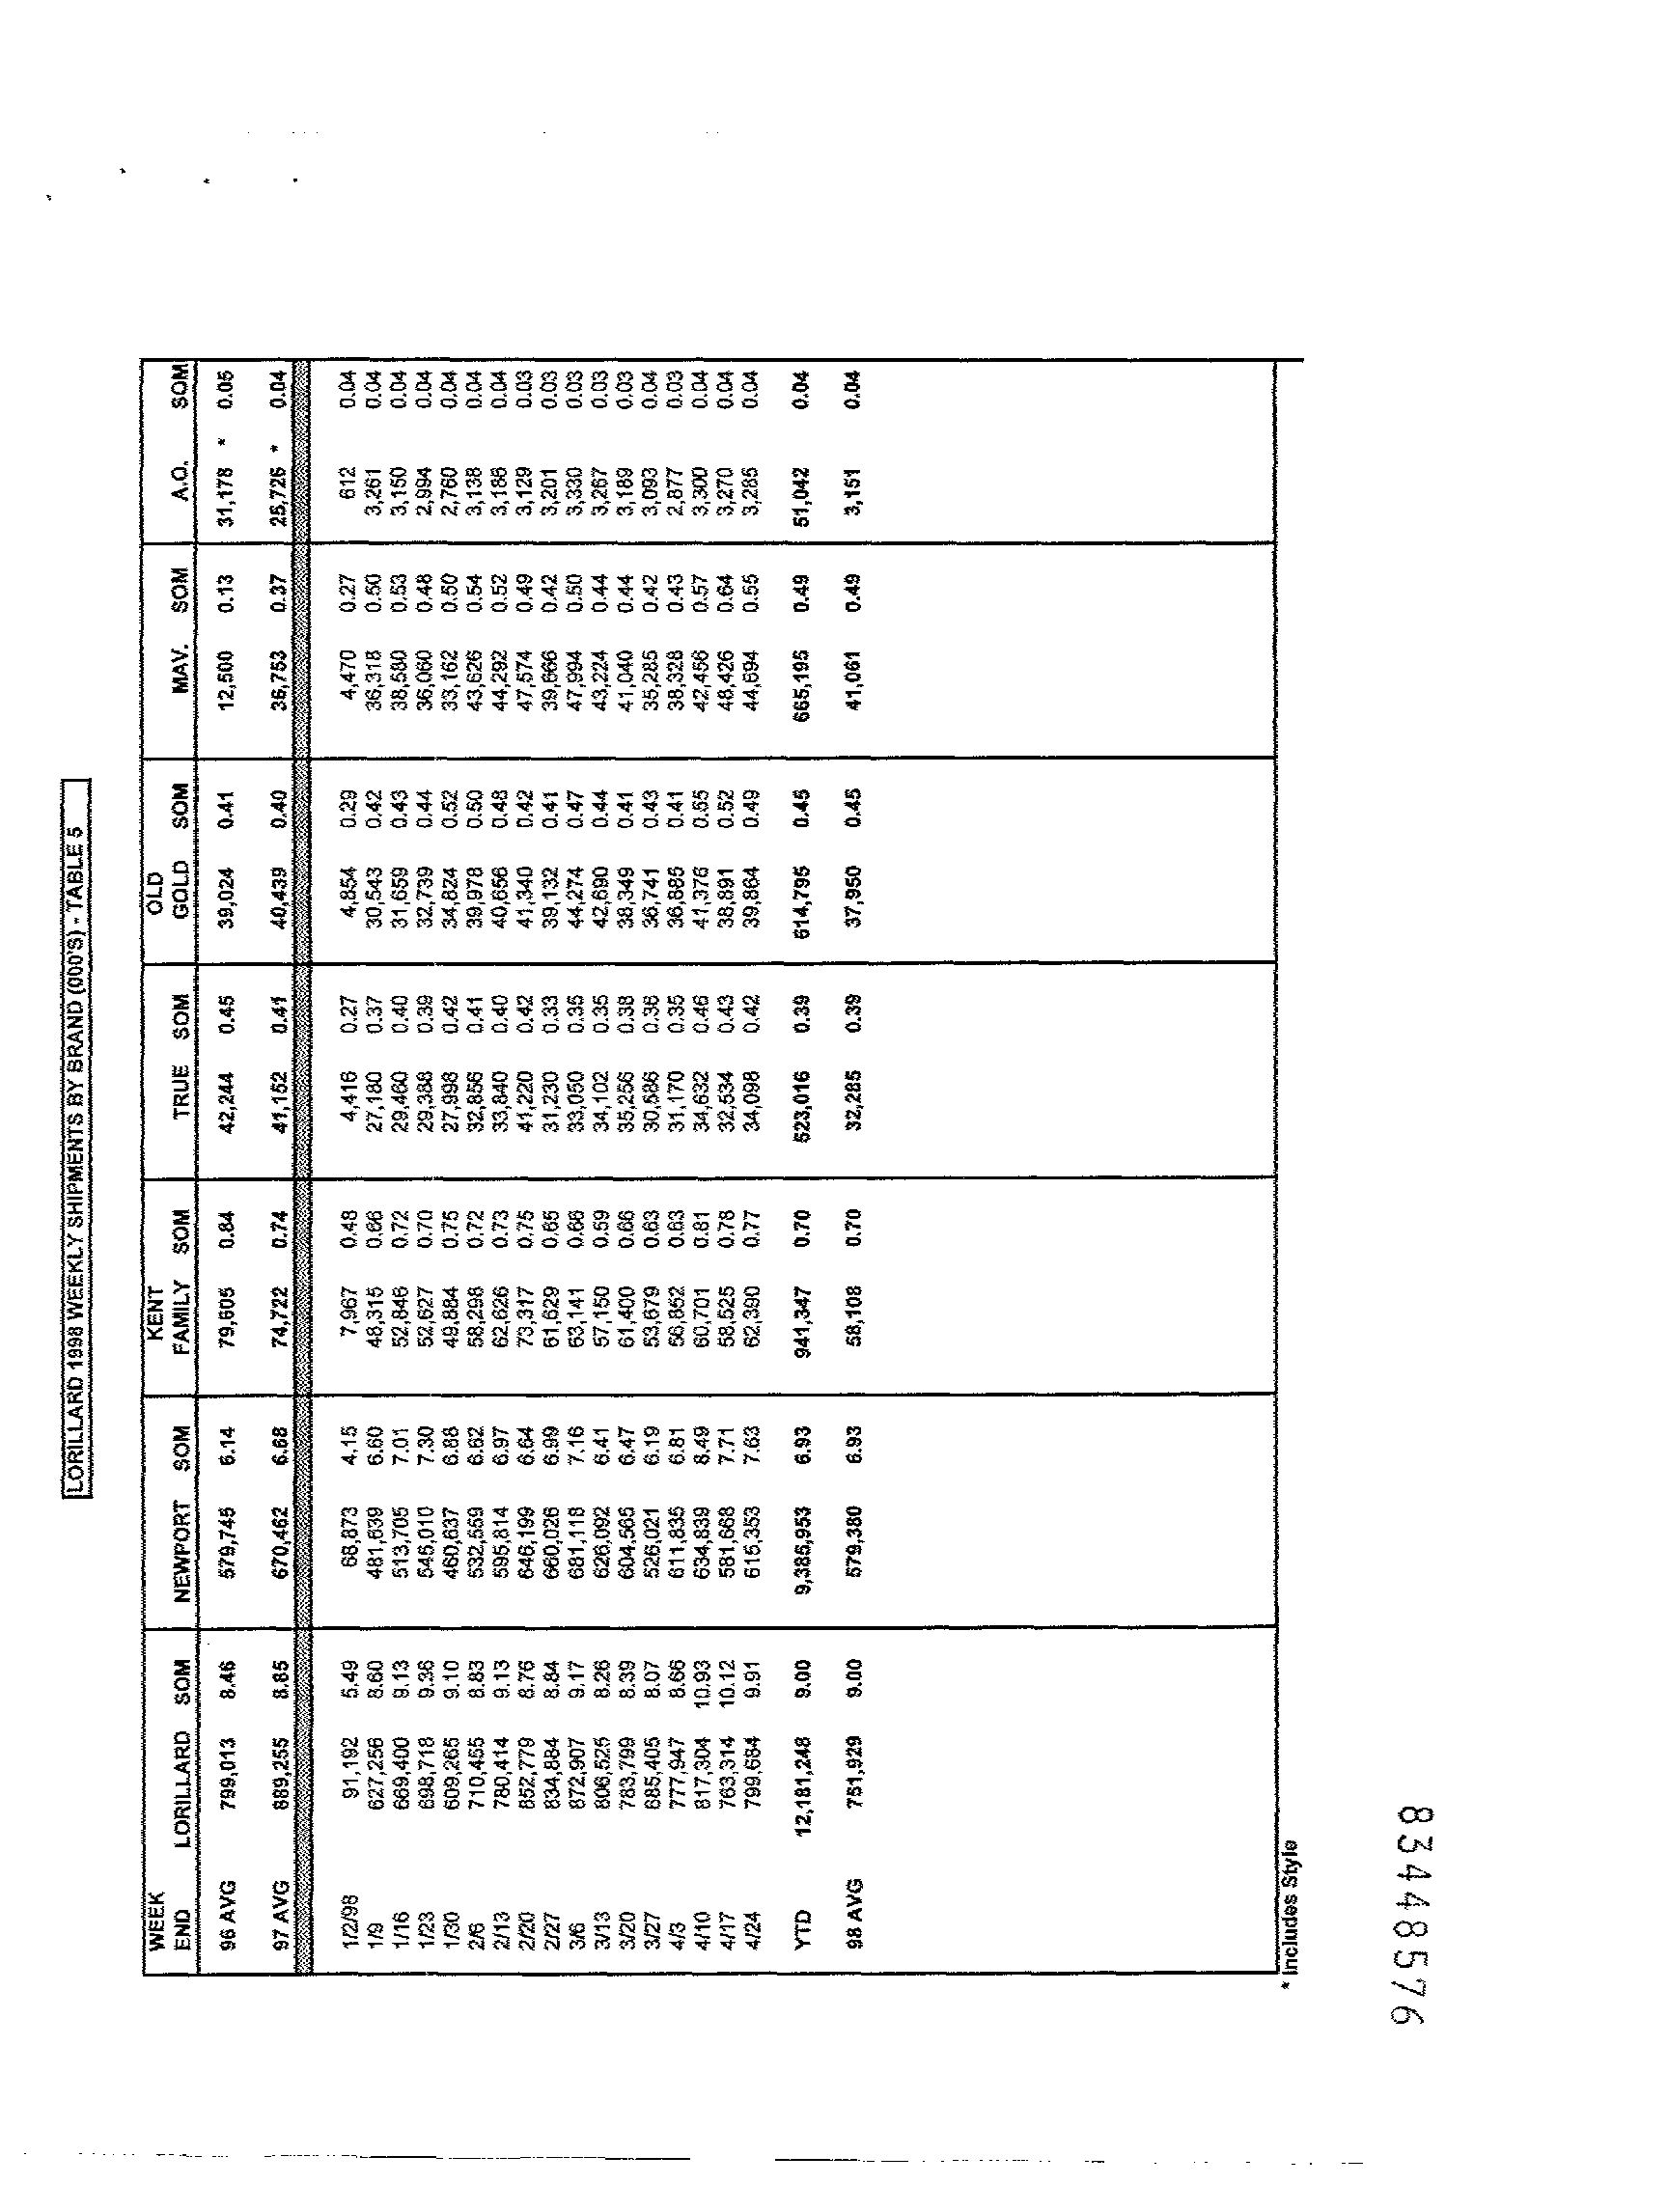 LORILLARD 1998 WEEKLY SHIPMENTS BY BRAND (000'S) - TABLE 5
WEEK KENT OLD
END LORILLARD SOM NEWPORT SOM FAMILY SOM TRUE SOM GOLD SOM MAV. SOM A.O. SOM
96 AVG 799,013 8.46 579,745 6.14 79,605 0.84 42,244 0.45 39,024 0.41 12,500 0.13 31,178 * 0.05
97 AVG 889,255 8.85 670,462 6.68 74,722 0.74 41,152 0.41 40,439 0.40 36,753 0.37 25,726 * 0.04
1/2/98 91,192 5.49 68,873 4.15 7,967 0.48 4,416 0.27 4,854 0.29 4,470 0.27 612 0.04
1/9 627,256 8.60 481,639 6.60 48,315 0.66 27,180 0.37 30,543 0.42 36,318 0.50 3,261 0.04
1/16 669,400 9.13 513,705 7.01 52,846 0.72 29,460 0.40 31,659 0.43 38,580 0.53 3,150 0.04
1/23 698,718 9.36 545,010 7.30 52,627 0.70 29,388 0.39 32,739 0.44 36,060 0.48 2,994 0.04
1/30 609,265 9.10 460,637 6.88 49,884 0.75 27,998 0.42 34,824 0.52 33,162 0.50 2,760 0.04
2/6 710,455 8.83 532,559 6.62 58,298 0.72 32,856 0.41 39,978 0.50 43,626 0.54 3,138 0.04
2/13 780,414 9.13 595,814 6.97 62,626 0.73 33,840 0.40 40,656 0.48 44,292 0.52 3,186 0.04
2/20 852,779 8.76 646,199 6.64 73,317 0.75 41,220 0.42 41,340 0.42 47,574 0.49 3,129 0.03
2/27 834,884 8.84 660,026 6.99 61,629 0.65 31,230 0.33 39,132 0.41 39,666 0.42 3,201 0.03
3/6 872,907 9.17 681,118 7.16 63,141 0.66 33,050 0.35 44,274 0.47 47,994 0.50 3,330 0.03
3/13 806,525 8.26 626,092 6.41 57,150 0.59 34,102 0.35 42,690 0.44 43,224 0.44 3,267 0.03
3/20 783,799 8.39 604,565 6.47 61,400 0.66 35,256 0.38 38,349 0.41 41,040 0.44 3,189 0.03
3/27 685,405 8.07 526,021 6.19 53,679 0.63 30,586 0.36 36,741 0.43 35,285 0.42 3,093 0.04
4/3 777,947 8.66 611,835 6.81 56,852 0.63 31,170 0.35 36,885 0.41 38,328 0.43 2,877 0.03
4/10 817,304 10.93 634,839 8.49 60,701 0.81 34,632 0.46 41,376 0.55 42,456 0.57 3,300 0.04
4/17 763,314 10.12 581,668 7.71 58,525 0.78 32,534 0.43 38,891 0.52 48,426 0.64 3,270 0.04
4/24 799,684 9.91 615,353 7.63 62,390 0.77 34,098 0.42 39,864 0.49 44,694 0.55 3,285 0.04
YTD 12,181,248 9.00 9,385,953 6.93 941,347 0.70 523,016 0.39 614,795 0.45 665,195 0.49 51,042 0.04
98 AVG 751,929 9.00 579,380 6.93 58,108 0.70 32,285 0.39 37,950 0.45 41,061 0.49 3,151 0.04
* Includes Style
83448576